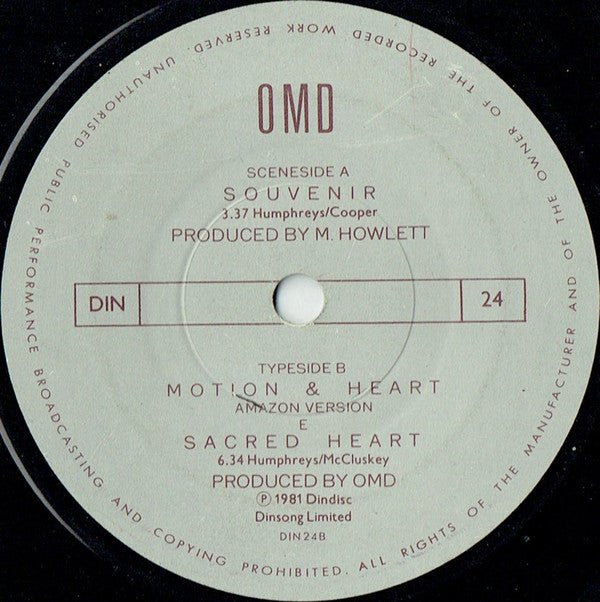 OMD
SCENESIDE A
SOUVENIR
3.37 Humphreys/Cooper
PRODUCED BY M. HOWLETT
DIN 24
TYPESIDE B
MOTION & HEART
AMAZON VERSION
E
SACRED HEART
6.34 Humphreys/McCluskey
PRODUCED BY OMD
℗ 1981 Dindisc
Dinsong Limited
DIN24B
ALL RIGHTS OF THE MANUFACTURER AND OF THE OWNER OF THE RECORDED WORK RESERVED. UNAUTHORISED PUBLIC PERFORMANCE BROADCASTING AND COPYING PROHIBITED.